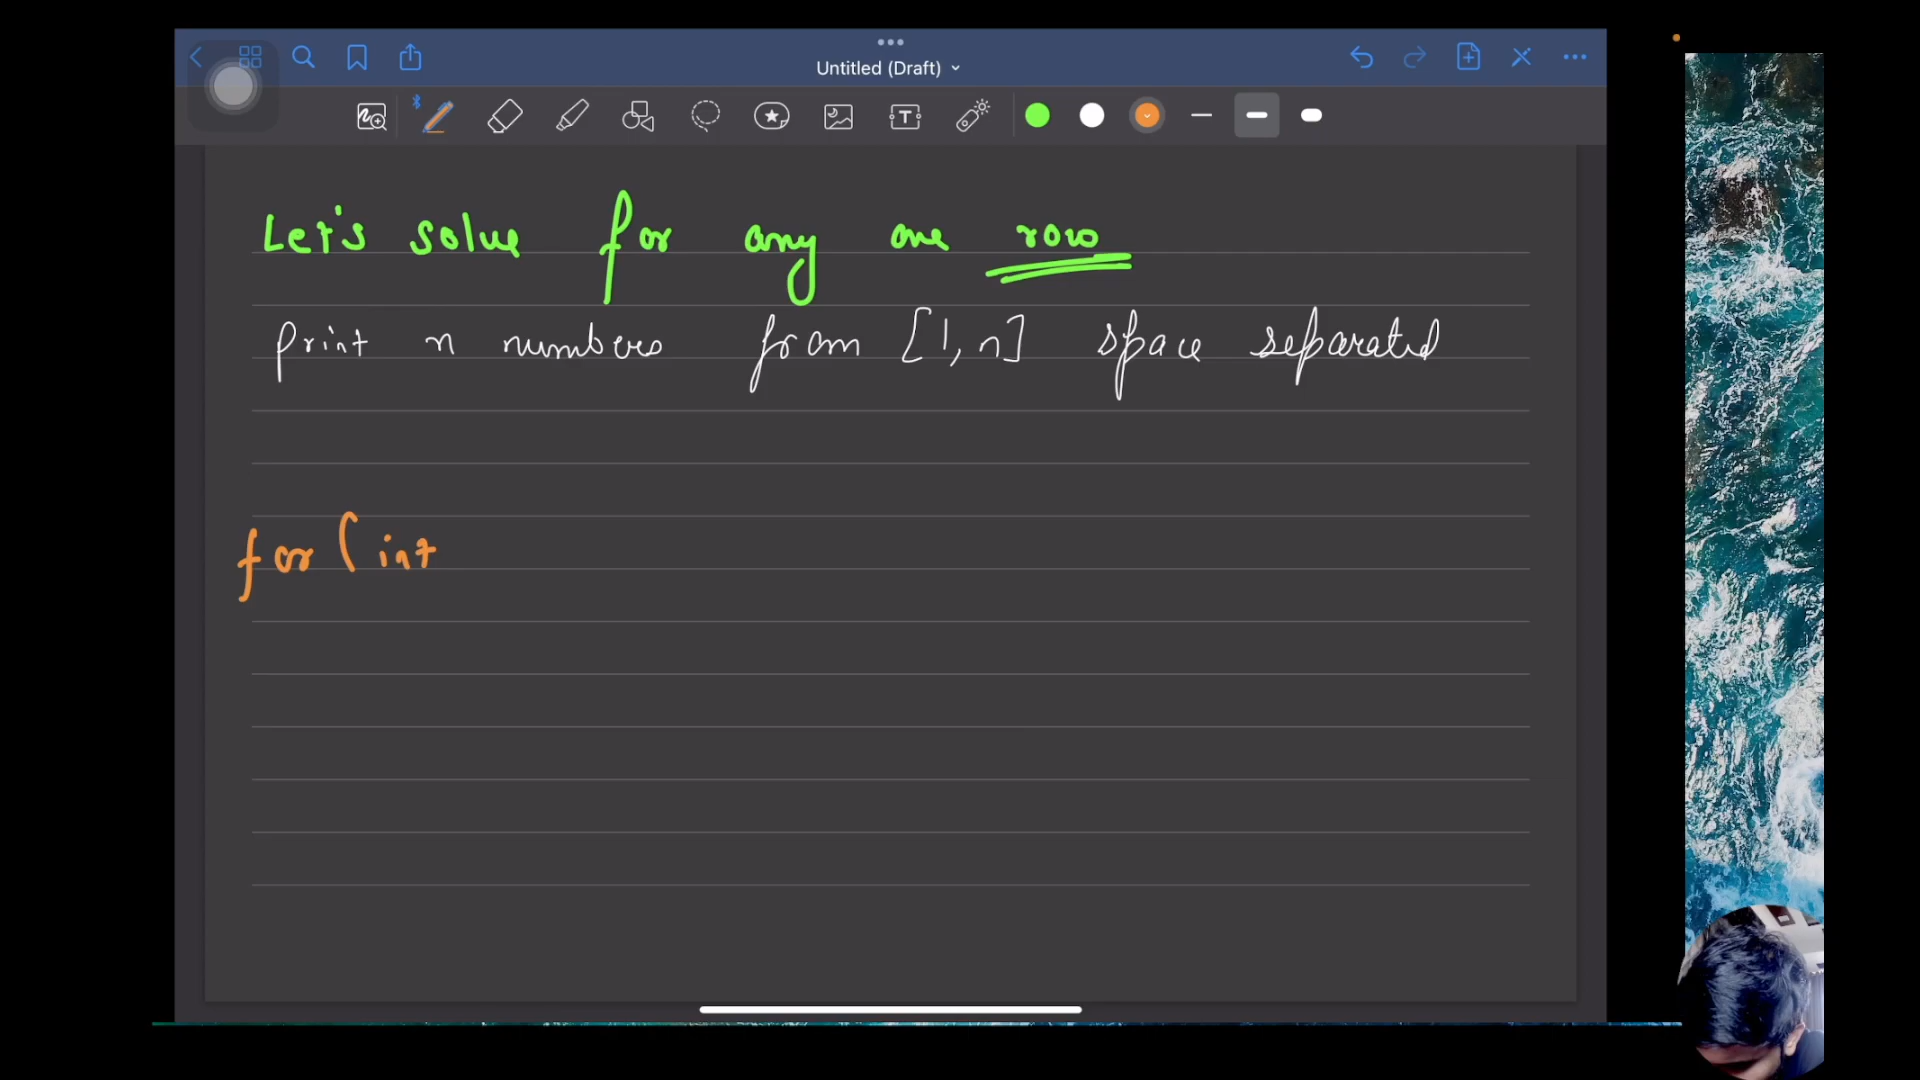 Untitled (Draft)
Let's solve for any one row
print n numbers from [1, n] space separated
for ( int